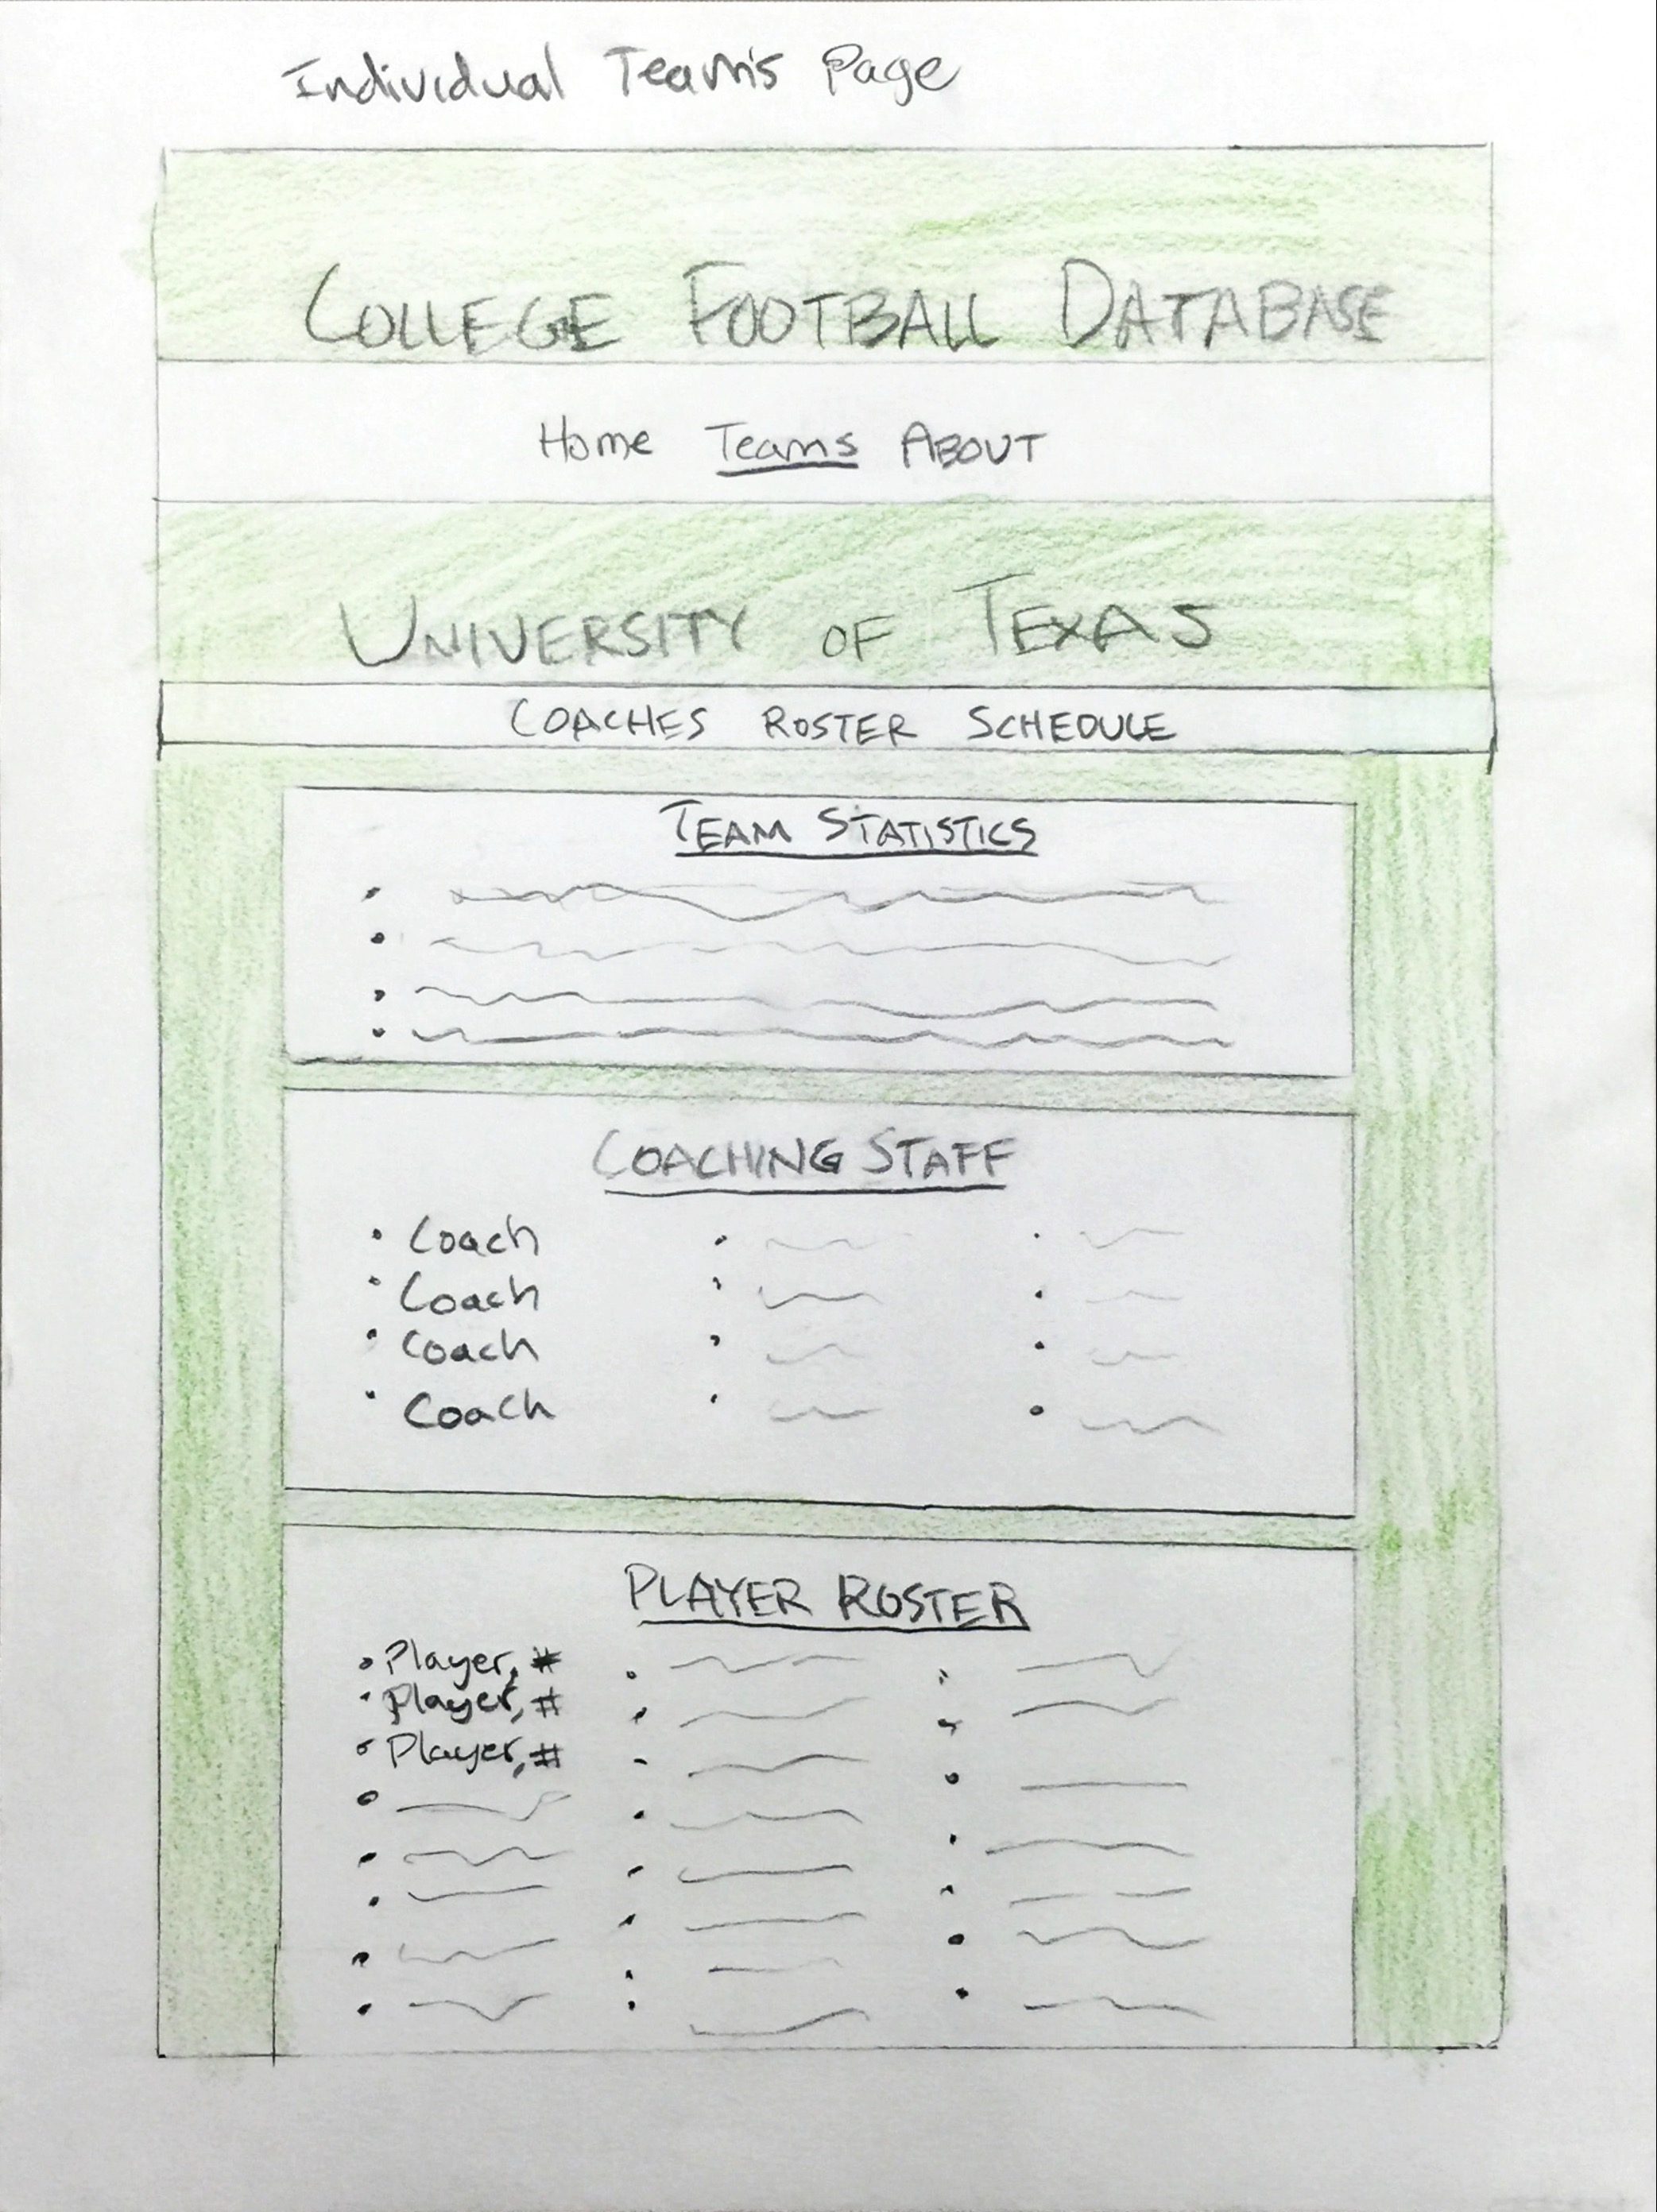 Individual Team's Page
COLLEGE FOOTBALL DATABASE
Home Teams ABOUT
UNIVERSITY OF TEXAS
COACHES ROSTER SCHEDULE
TEAM STATISTICS
COACHING STAFF
• Coach
• Coach
• Coach
• Coach
PLAYER ROSTER
• Player, #
• Player, #
• Player, #